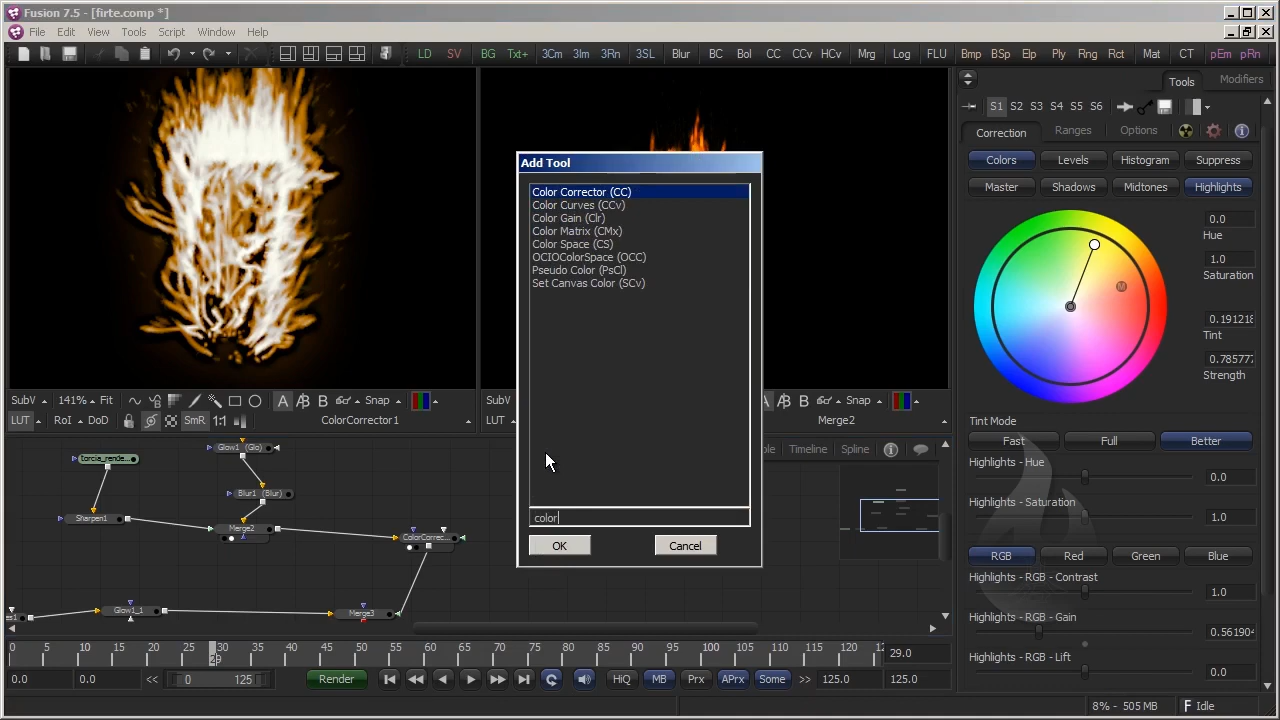 Fusion 7.5 - [firte.comp *]
File Edit View Tools Script Window Help
LD SV BG Txt+ 3Cm 3Im 3Rn 3SL Blur BC Bol CC CCv HCv Mrg Log FLU Bmp BSp Elp Ply Rng Rct Mat CT pEm pRn
Tools Modifiers
S1 S2 S3 S4 S5 S6
Correction Ranges Options
Colors Levels Histogram Suppress
Master Shadows Midtones Highlights
0.0
Hue
1.0
Saturation
0.191218
Tint
0.785777
Strength
Tint Mode
Fast Full Better
Highlights - Hue
0.0
Highlights - Saturation
1.0
RGB Red Green Blue
Highlights - RGB - Contrast
1.0
Highlights - RGB - Gain
0.561904
Highlights - RGB - Lift
0.0
Add Tool
Color Corrector (CC)
Color Curves (CCv)
Color Gain (Clr)
Color Matrix (CMx)
Color Space (CS)
OCIOColorSpace (OCC)
Pseudo Color (PsCl)
Set Canvas Color (SCv)
color
OK Cancel
SubV 141% Fit A B Snap
LUT RoI DoD SmR 1:1 ColorCorrector1
SubV B Snap
LUT Merge2
Timeline Spline
torcia_rende...
Glow1 (Glo)
Blur1 (Blur)
Sharpen1
Merge2
ColorCorrec...
Glow1_1
Merge3
0 5 10 15 20 25 30 35 40 45 50 55 60 65 70 75 80 85 90 95 100 105 110 115 120 12
29
29.0
0.0 0.0 << 0 125 Render HiQ MB Prx APrx Some >> 125.0 125.0
8% - 505 MB Idle